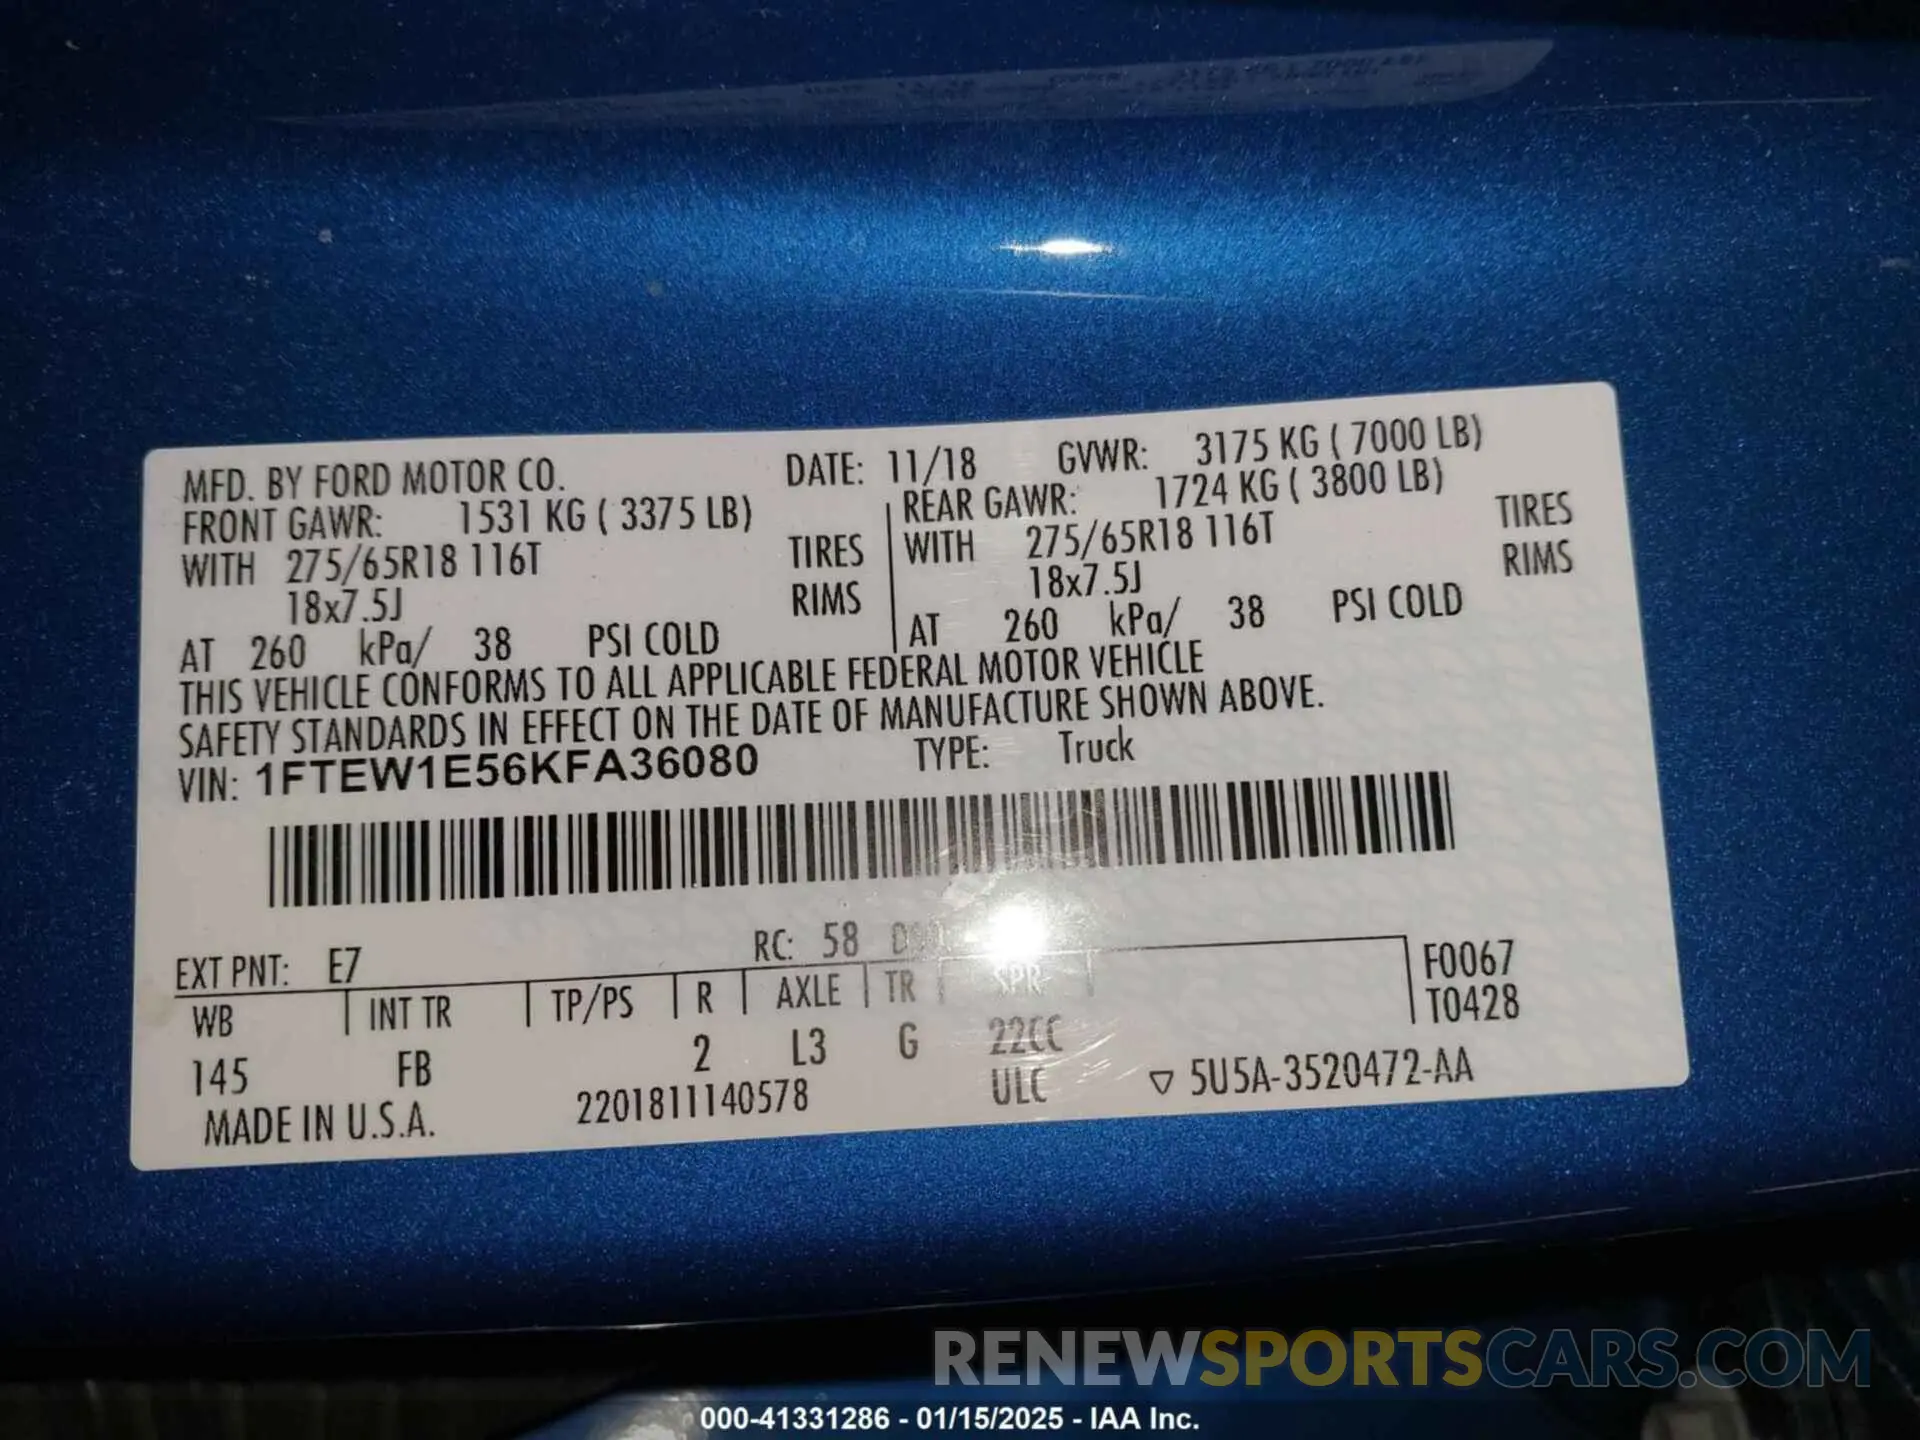 MFD. BY FORD MOTOR CO. DATE: 11/18 GVWR: 3175 KG ( 7000 LB)
FRONT GAWR: 1531 KG ( 3375 LB) REAR GAWR: 1724 KG ( 3800 LB)
WITH 275/65R18 116T TIRES WITH 275/65R18 116T TIRES
18x7.5J RIMS 18x7.5J RIMS
AT 260 kPa/ 38 PSI COLD AT 260 kPa/ 38 PSI COLD
THIS VEHICLE CONFORMS TO ALL APPLICABLE FEDERAL MOTOR VEHICLE
SAFETY STANDARDS IN EFFECT ON THE DATE OF MANUFACTURE SHOWN ABOVE.
VIN: 1FTEW1E56KFA36080 TYPE: Truck
EXT PNT: E7 RC: 58
WB INT TR TP/PS R AXLE TR SPR F0067
T0428
145 FB 2 L3 G 22CC
MADE IN U.S.A. 2201811140578 ULC ▽ 5U5A-3520472-AA
RENEWSPORTSCARS.COM
000-41331286 - 01/15/2025 - IAA Inc.